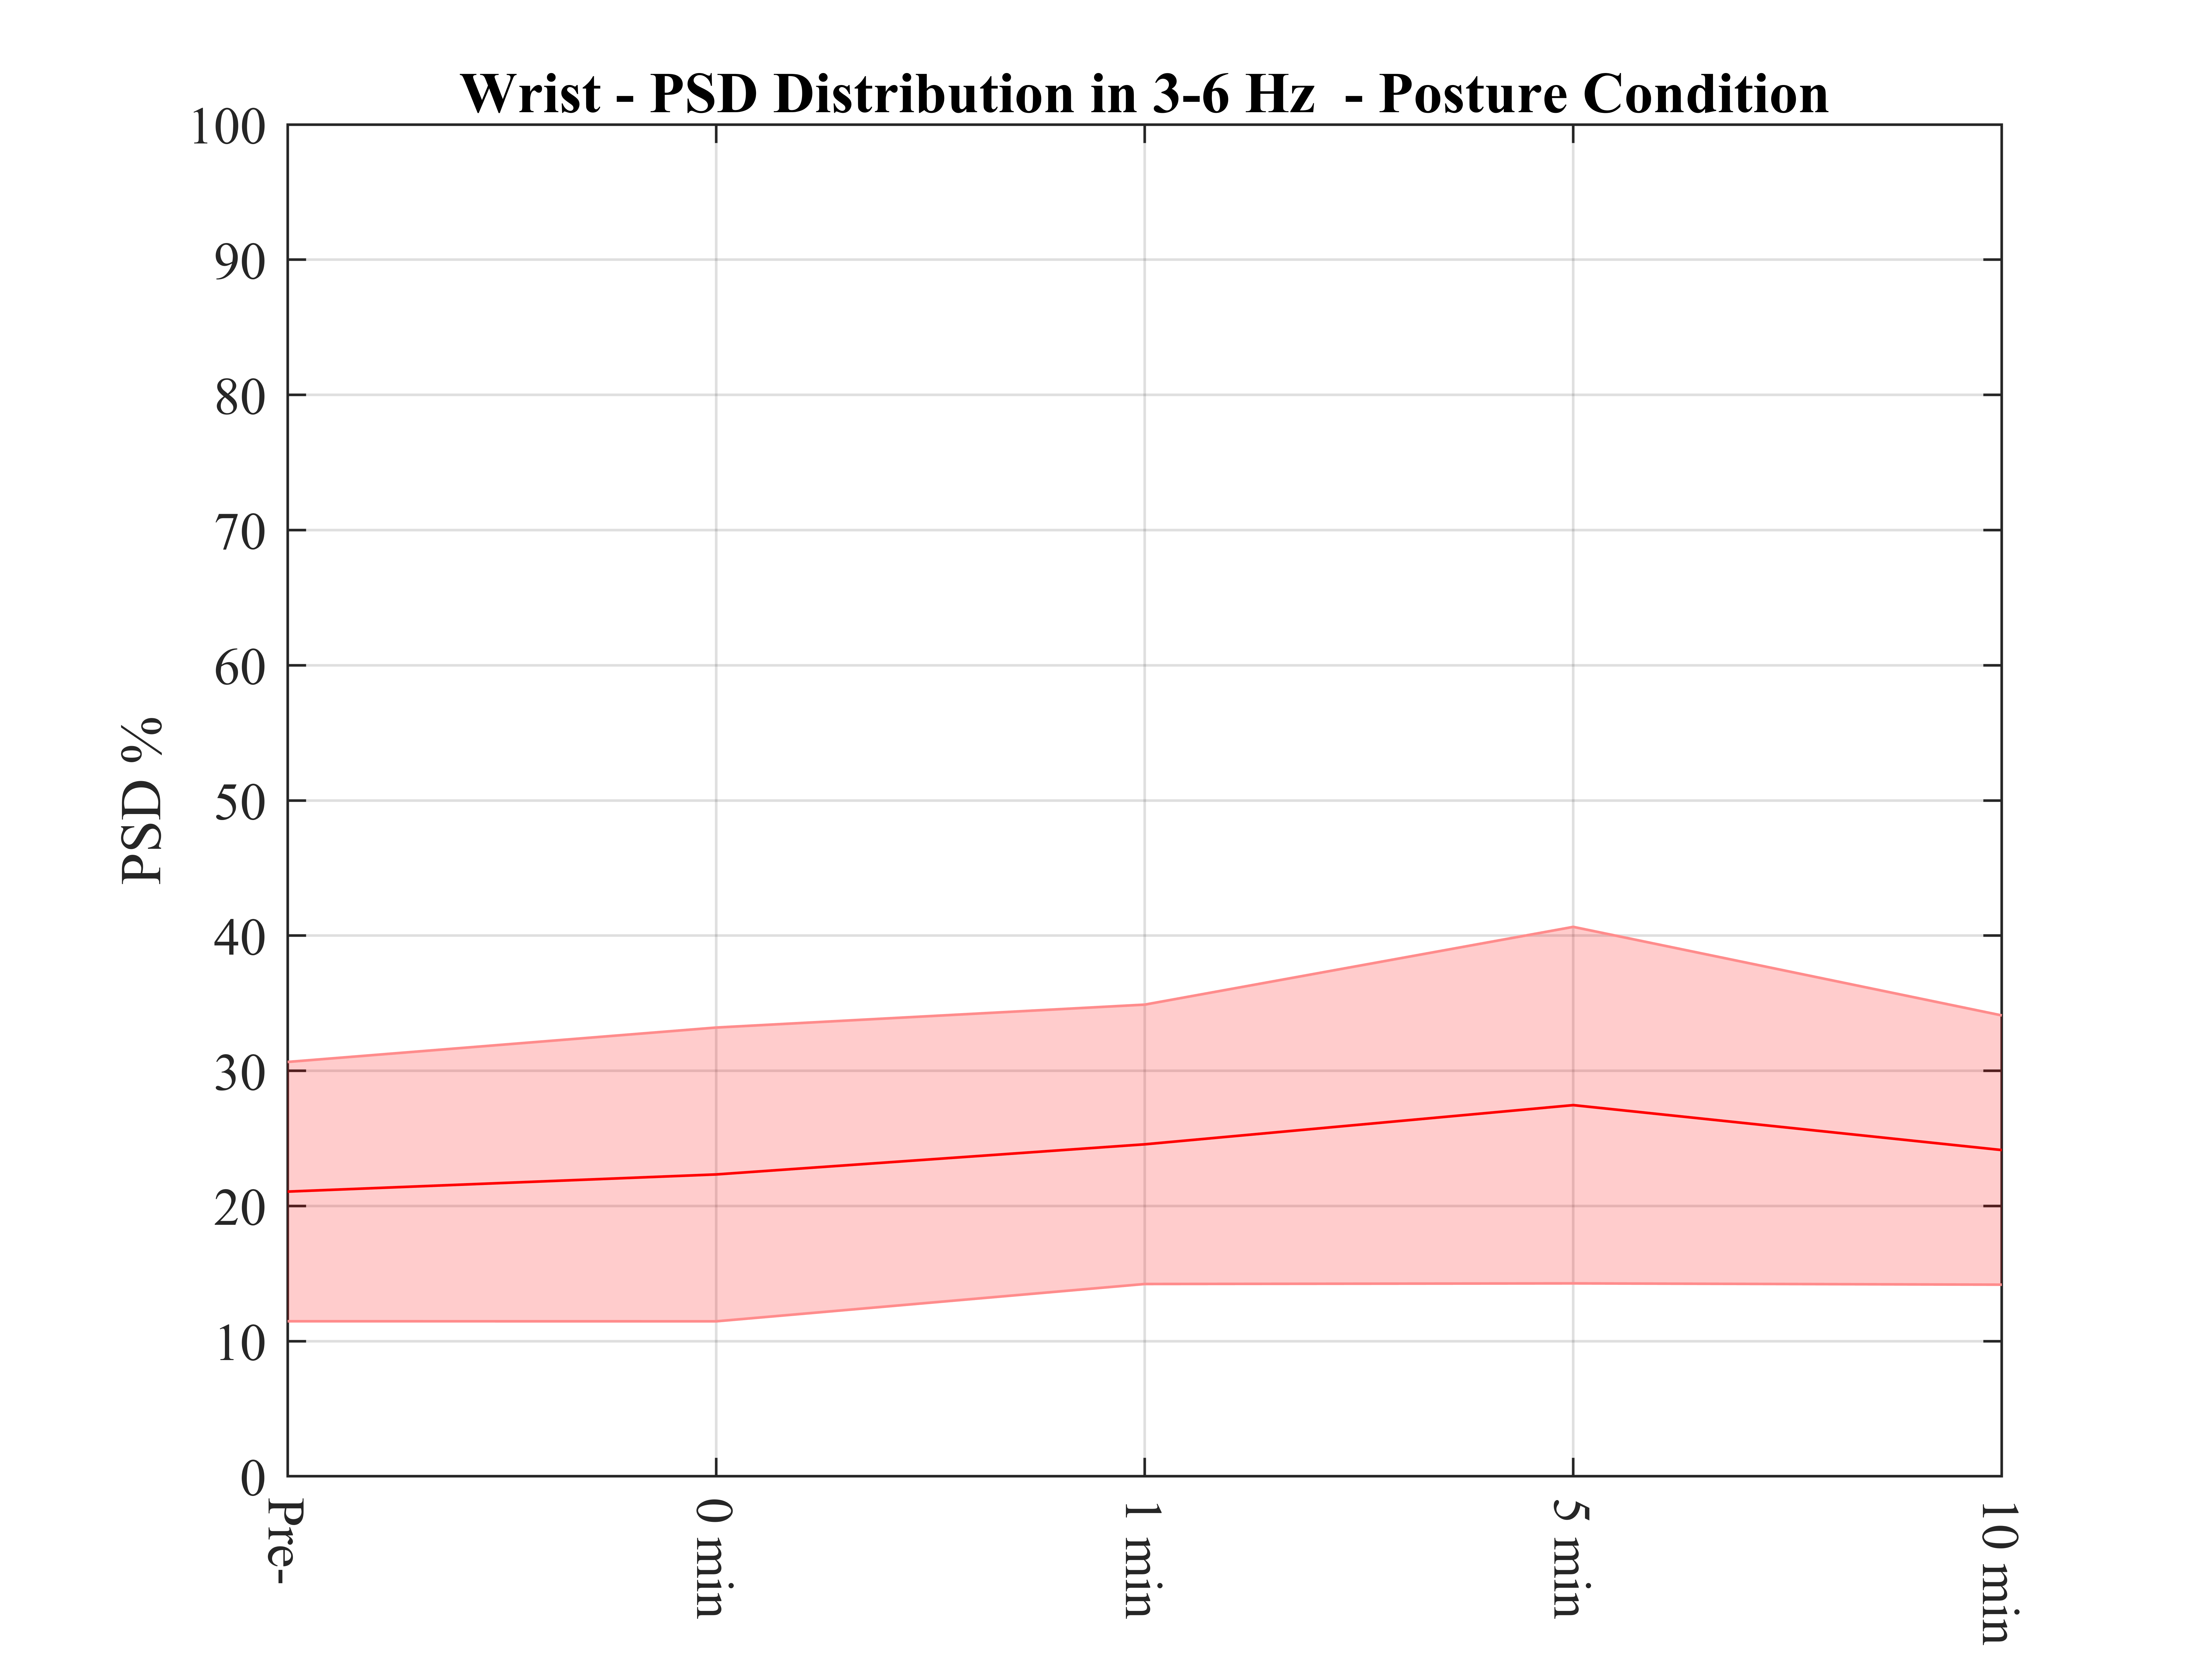 Wrist - PSD Distribution in 3-6 Hz  - Posture Condition
100
90
80
70
60
50
40
30
20
10
0
PSD %
Pre-
0 min
1 min
5 min
10 min